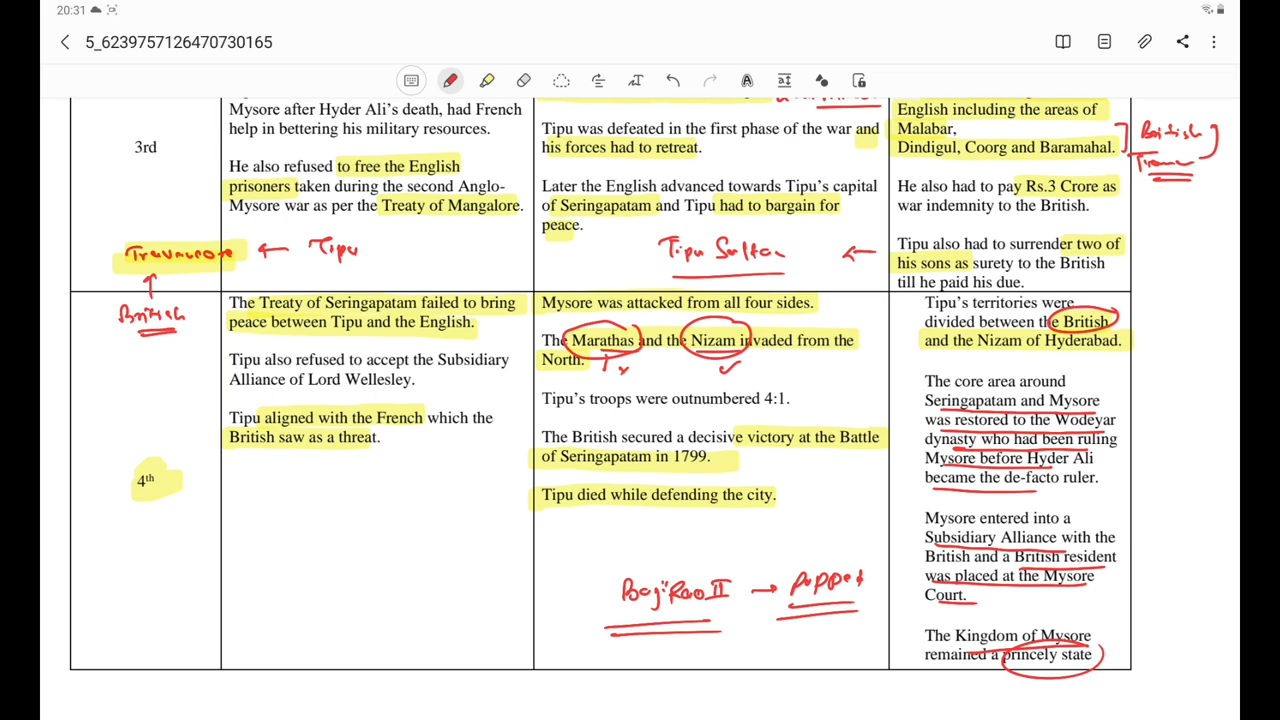 20:31
5_6239757126470730165
Mysore after Hyder Ali's death, had French
help in bettering his military resources.
3rd
He also refused to free the English
prisoners taken during the second Anglo-
Mysore war as per the Treaty of Mangalore.
Travancore ← Tipu
British
Tipu was defeated in the first phase of the war and
his forces had to retreat.
Later the English advanced towards Tipu's capital
of Seringapatam and Tipu had to bargain for
peace.
Tipu Sultan ←
English including the areas of
Malabar,
Dindigul, Coorg and Baramahal.
British
He also had to pay Rs.3 Crore as
war indemnity to the British.
Tipu also had to surrender two of
his sons as surety to the British
till he paid his due.
4th
The Treaty of Seringapatam failed to bring
peace between Tipu and the English.
Tipu also refused to accept the Subsidiary
Alliance of Lord Wellesley.
Tipu aligned with the French which the
British saw as a threat.
Mysore was attacked from all four sides.
The Marathas and the Nizam invaded from the
North.
Tipu's troops were outnumbered 4:1.
The British secured a decisive victory at the Battle
of Seringapatam in 1799.
Tipu died while defending the city.
Baji Rao II →
Tipu's territories were
divided between the British
and the Nizam of Hyderabad.
The core area around
Seringapatam and Mysore
was restored to the Wodeyar
dynasty who had been ruling
Mysore before Hyder Ali
became the de-facto ruler.
Mysore entered into a
Subsidiary Alliance with the
British and a British resident
was placed at the Mysore
Court.
The Kingdom of Mysore
remained a princely state